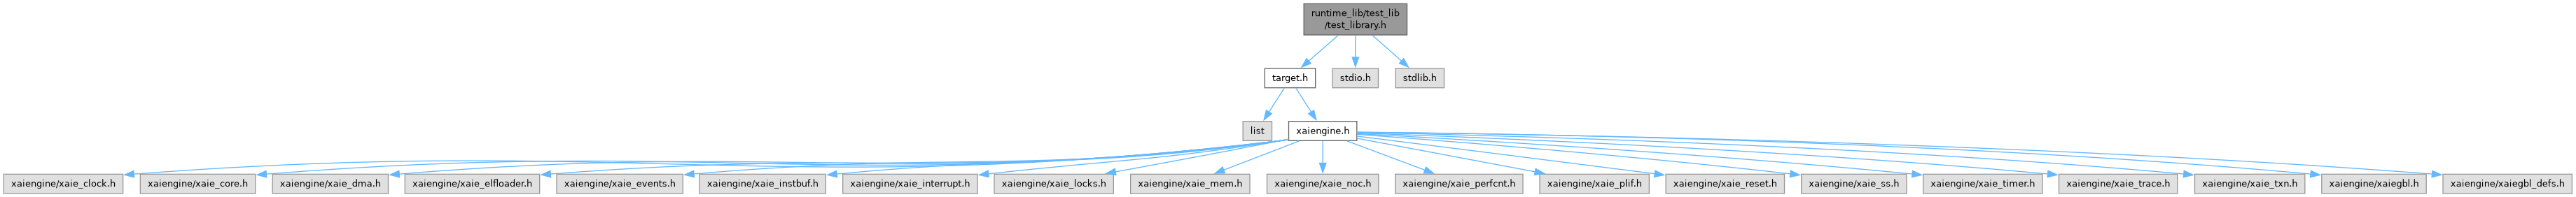 runtime_lib/test_lib
/test_library.h
target.h
stdio.h
stdlib.h
list
xaiengine.h
xaiengine/xaie_clock.h
xaiengine/xaie_core.h
xaiengine/xaie_dma.h
xaiengine/xaie_elfloader.h
xaiengine/xaie_events.h
xaiengine/xaie_instbuf.h
xaiengine/xaie_interrupt.h
xaiengine/xaie_locks.h
xaiengine/xaie_mem.h
xaiengine/xaie_noc.h
xaiengine/xaie_perfcnt.h
xaiengine/xaie_plif.h
xaiengine/xaie_reset.h
xaiengine/xaie_ss.h
xaiengine/xaie_timer.h
xaiengine/xaie_trace.h
xaiengine/xaie_txn.h
xaiengine/xaiegbl.h
xaiengine/xaiegbl_defs.h